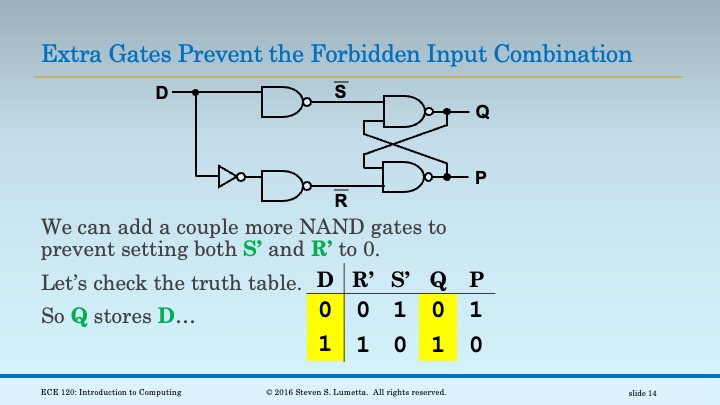 Extra Gates Prevent the Forbidden Input Combination
D
S
Q
P
R
We can add a couple more NAND gates to
prevent setting both S’ and R’ to 0.
Let’s check the truth table.
So Q stores D…
D R’ S’ Q P
0 0 1 0 1
1 1 0 1 0
ECE 120: Introduction to Computing © 2016 Steven S. Lumetta. All rights reserved. slide 14